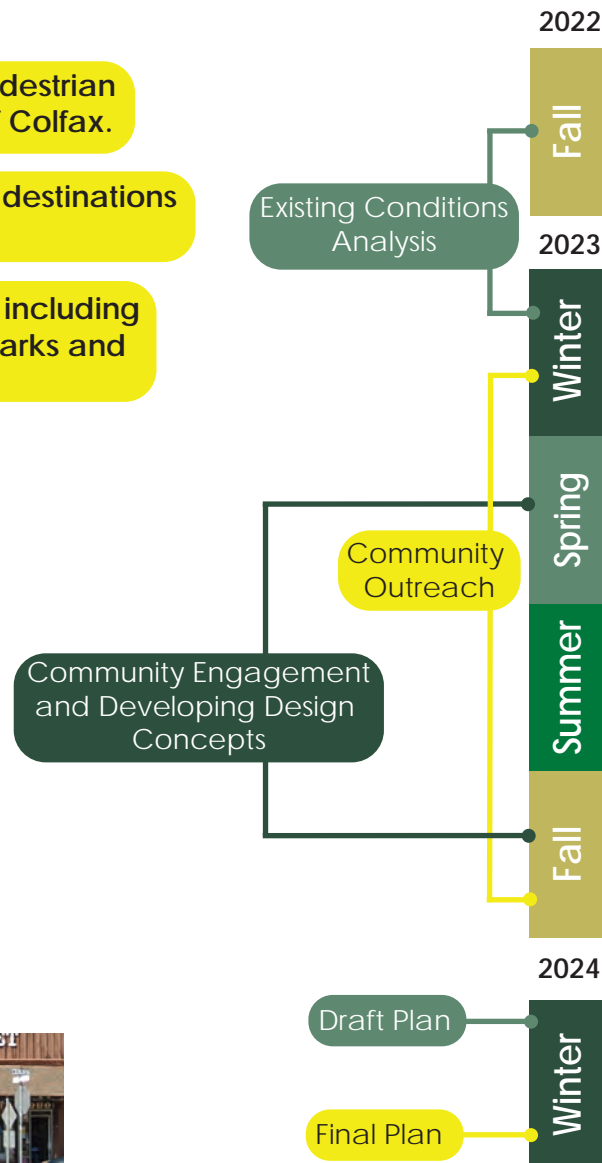 destrian
Colfax.
destinations
including
arks and
2022
Fall
Existing Conditions
Analysis
2023
Winter
Spring
Community
Outreach
Summer
Community Engagement
and Developing Design
Concepts
Fall
2024
Draft Plan
Winter
Final Plan